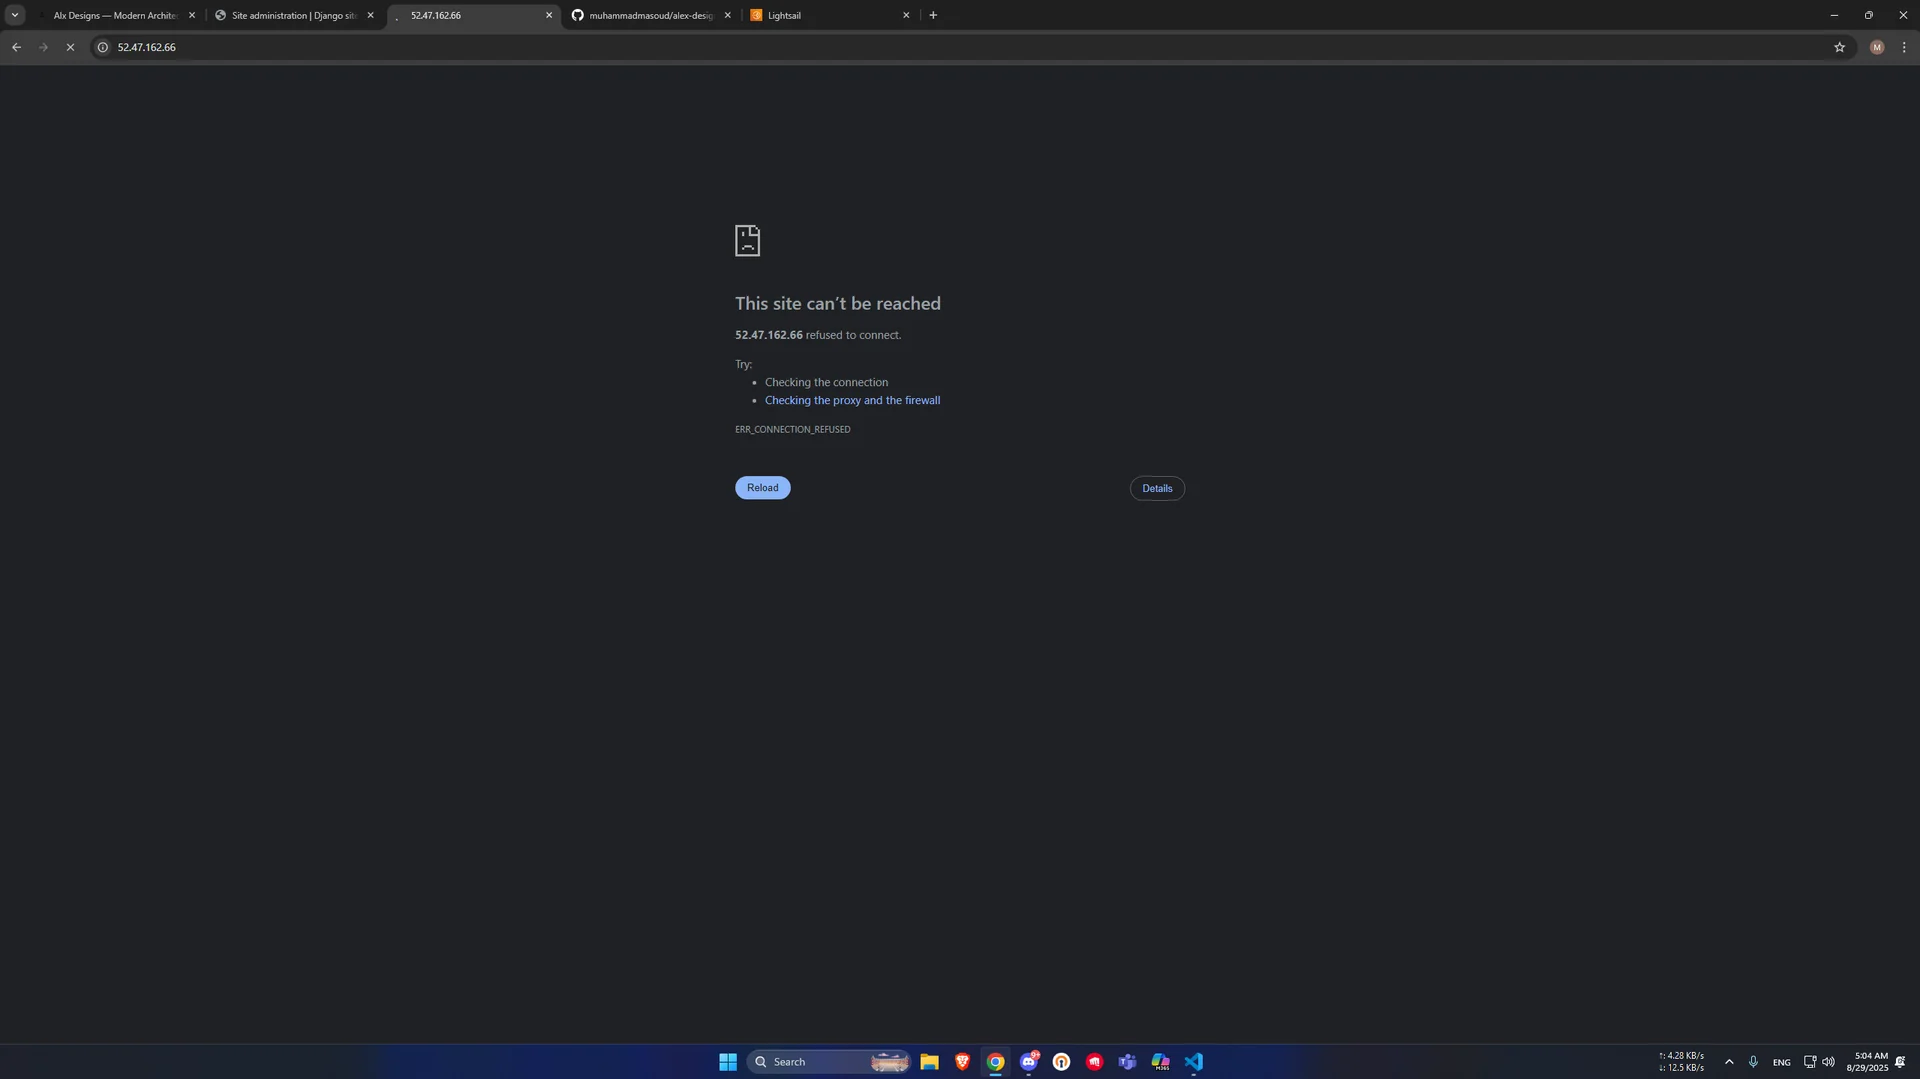 Alx Designs — Modern Archite
Site administration | Django sit
52.47.162.66
muhammadmasoud/alex-desig
Lightsail
52.47.162.66
M
This site can’t be reached
52.47.162.66 refused to connect.
Try:
• Checking the connection
• Checking the proxy and the firewall
ERR_CONNECTION_REFUSED
Reload
Details
Search
9+
M365
↑: 4.28 KB/s
↓: 12.5 KB/s
ENG
5:04 AM
8/29/2025